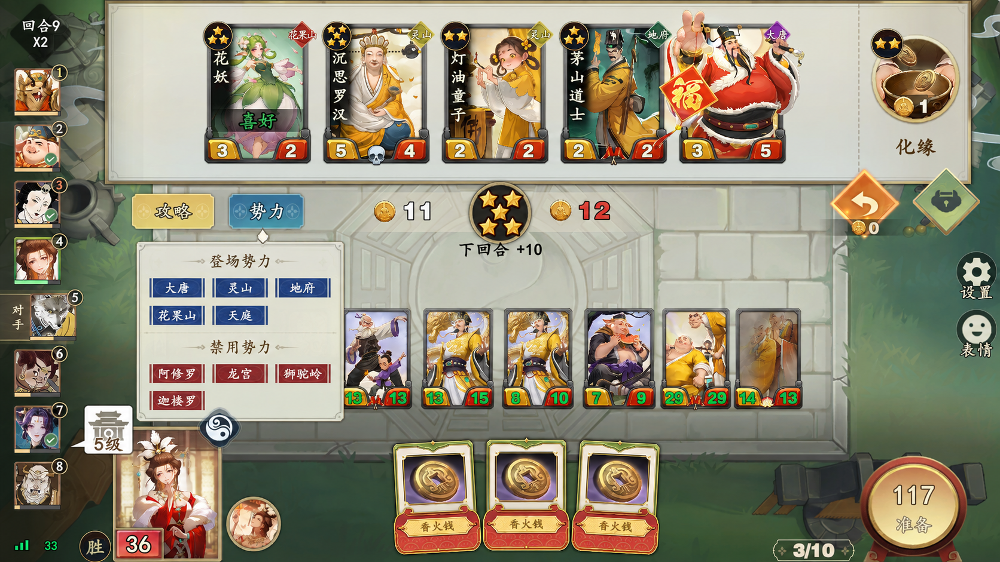 回合9
X2
1
2
3
4
对手
5
6
7
8
33
花妖
花果山
喜好
3
2
沉思罗汉
灵山
5
4
灯油童子
灵山
2
2
茅山道士
地府
2
2
福
大唐
3
5
1
化缘
攻略
势力
11
12
下回合 +10
0
登场势力
大唐
灵山
地府
花果山
天庭
禁用势力
阿修罗
龙宫
狮驼岭
迦楼罗
13
13
13
15
8
10
7
9
29
29
14
13
设置
表情
5级
胜
36
香火钱
香火钱
香火钱
117
准备
3/10